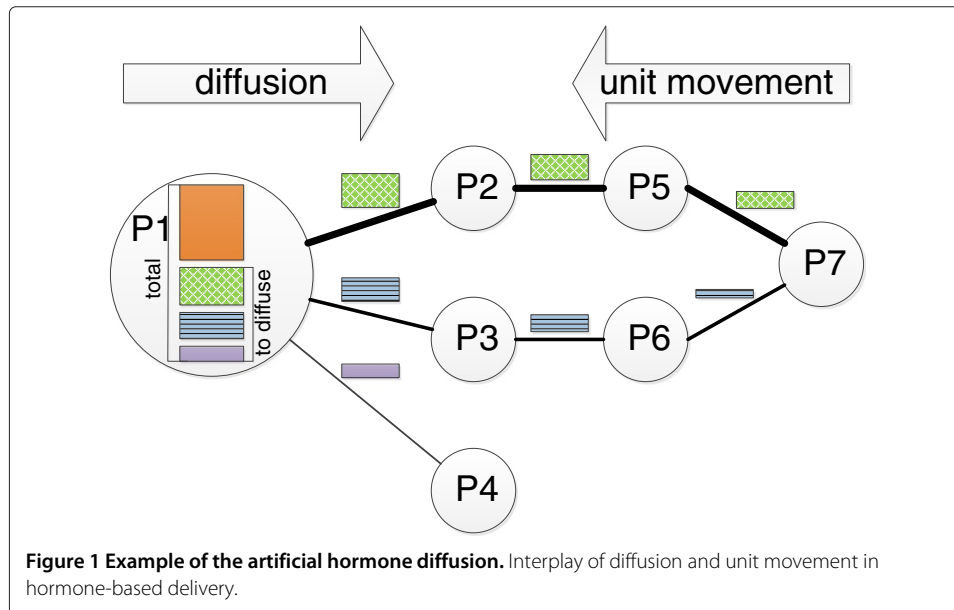 diffusion
unit movement
P1
total
to diffuse
P2
P5
P7
P3
P6
P4
Figure 1 Example of the artificial hormone diffusion. Interplay of diffusion and unit movement in
hormone-based delivery.